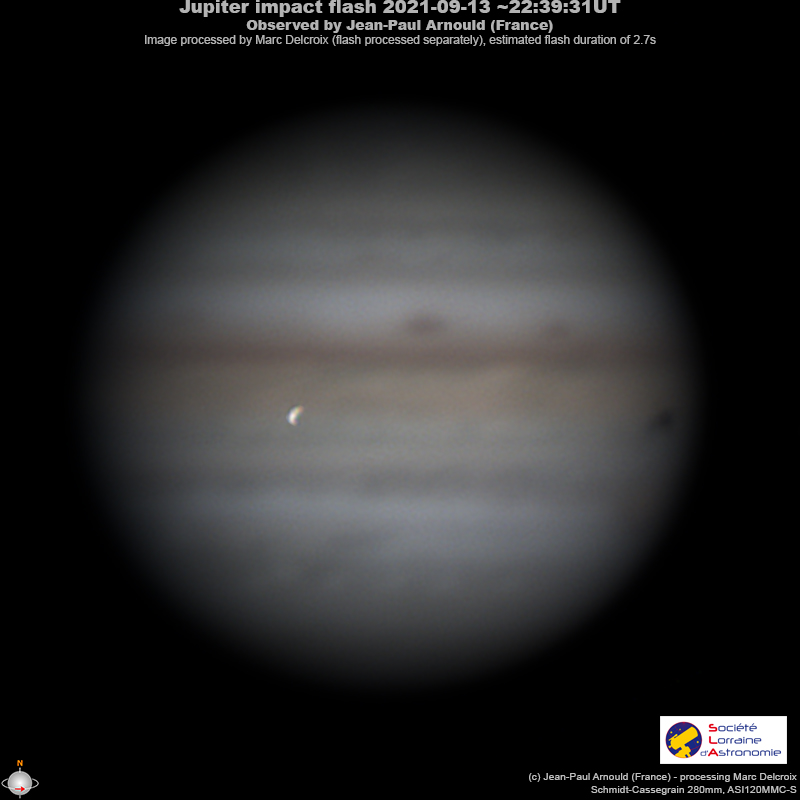 Jupiter impact flash 2021-09-13 ~22:39:31UT
Observed by Jean-Paul Arnould (France)
Image processed by Marc Delcroix (flash processed separately), estimated flash duration of 2.7s
Société
Lorraine
d'Astronomie
N
(c) Jean-Paul Arnould (France) - processing Marc Delcroix
Schmidt-Cassegrain 280mm, ASI120MMC-S